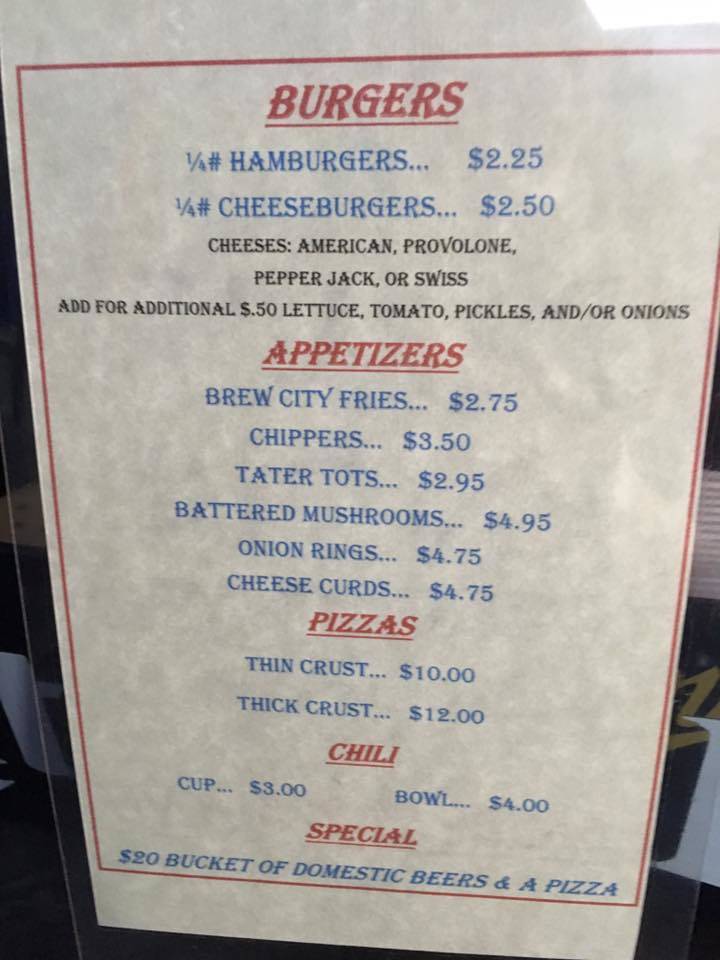 BURGERS
¼# HAMBURGERS... $2.25
¼# CHEESEBURGERS... $2.50
CHEESES: AMERICAN, PROVOLONE,
PEPPER JACK, OR SWISS
ADD FOR ADDITIONAL $.50 LETTUCE, TOMATO, PICKLES, AND/OR ONIONS
APPETIZERS
BREW CITY FRIES... $2.75
CHIPPERS... $3.50
TATER TOTS... $2.95
BATTERED MUSHROOMS... $4.95
ONION RINGS... $4.75
CHEESE CURDS... $4.75
PIZZAS
THIN CRUST... $10.00
THICK CRUST... $12.00
CHILI
CUP... $3.00 BOWL... $4.00
SPECIAL
$20 BUCKET OF DOMESTIC BEERS & A PIZZA